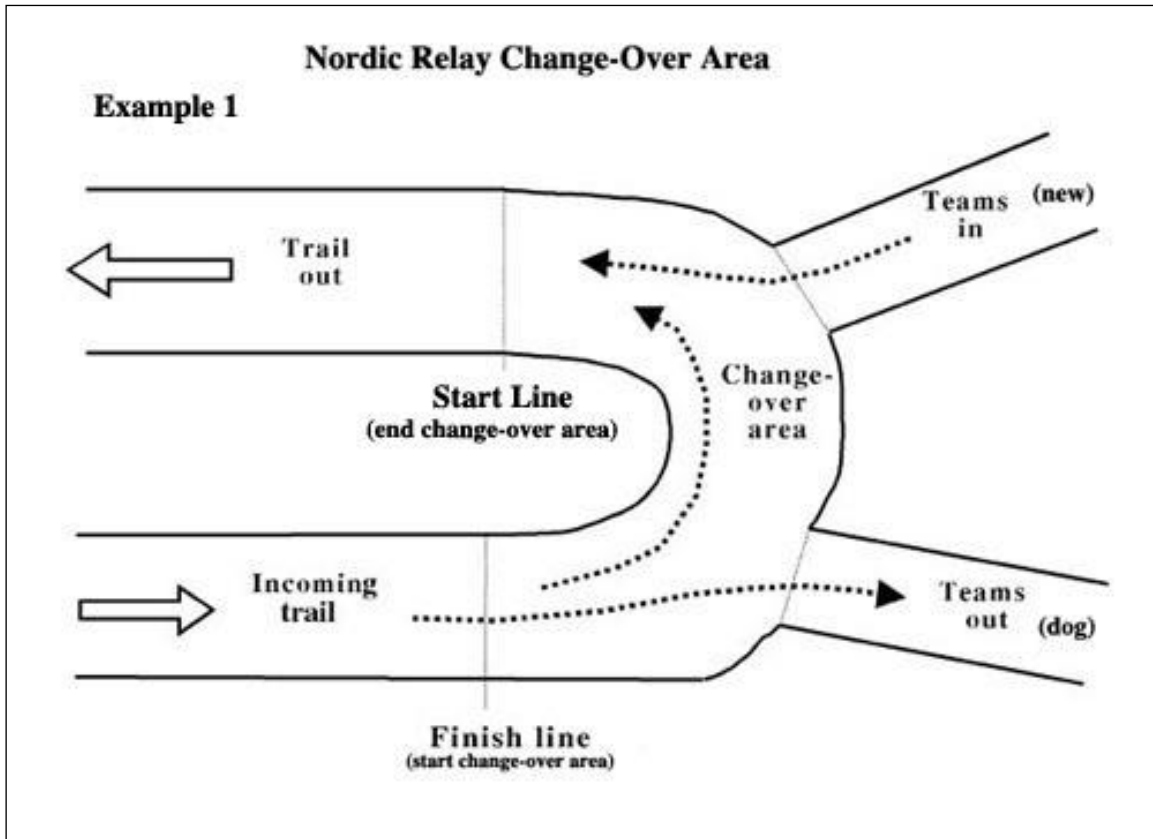 Nordic Relay Change-Over Area
Example 1
Teams (new)
in
Trail
out
Change-
over
area
Start Line
(end change-over area)
Incoming
trail
Teams
out (dog)
Finish line
(start change-over area)